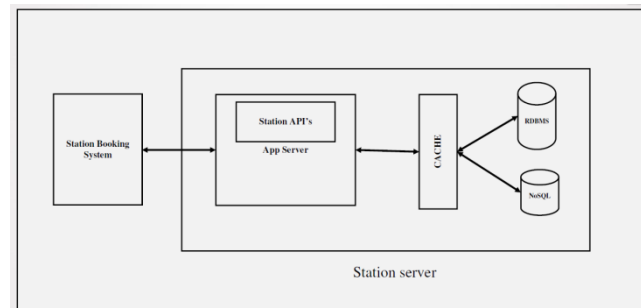 Station Booking
System
Station API's
App Server
CACHE
RDBMS
NoSQL
Station server